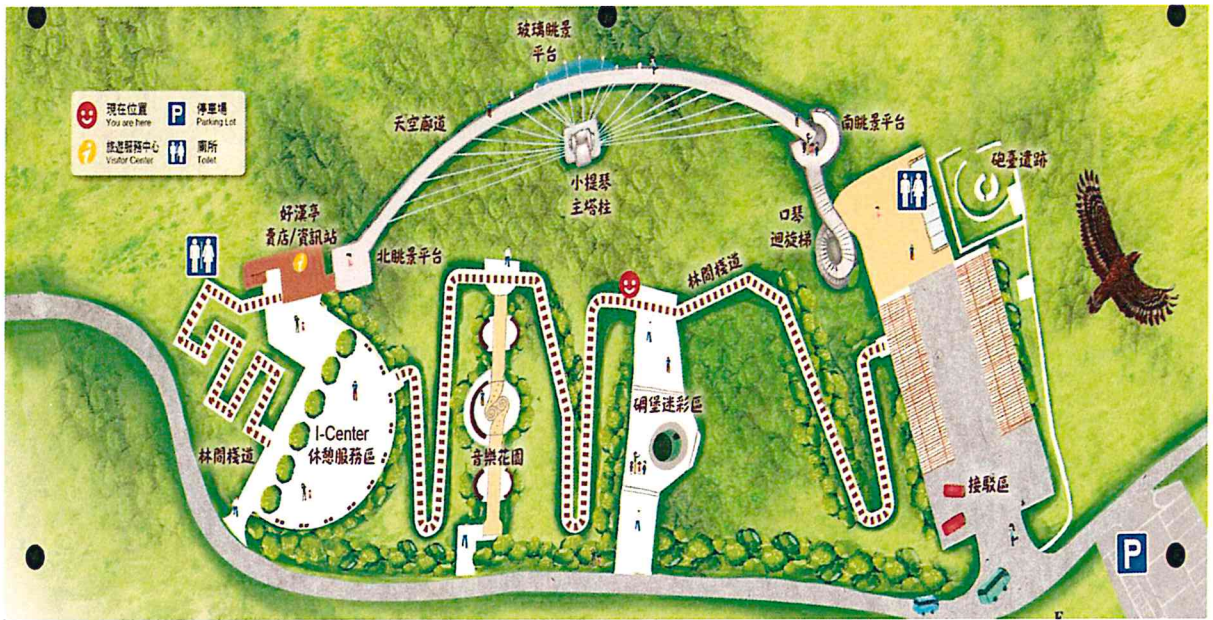 玻璃眺景
平台
現在位置
You are here
P
停車場
Parking Lot
旅遊服務中心
Visitor Center
廁所
Toilet
天空廊道
南眺景平台
砲臺遺跡
小提琴
主塔柱
好漢亭
賣店/資訊站
北眺景平台
口琴
迴旋梯
林間棧道
碉堡迷彩區
I-Center
休憩服務區
音樂花園
林間棧道
接駁區
P